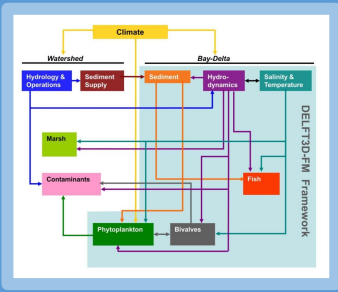 Climate
Watershed
Bay-Delta
Hydrology &
Operations
Sediment
Supply
Sediment
Hydro-
dynamics
Salinity &
Temperature
Marsh
Contaminants
Fish
Phytoplankton
Bivalves
DELFT3D-FM Framework